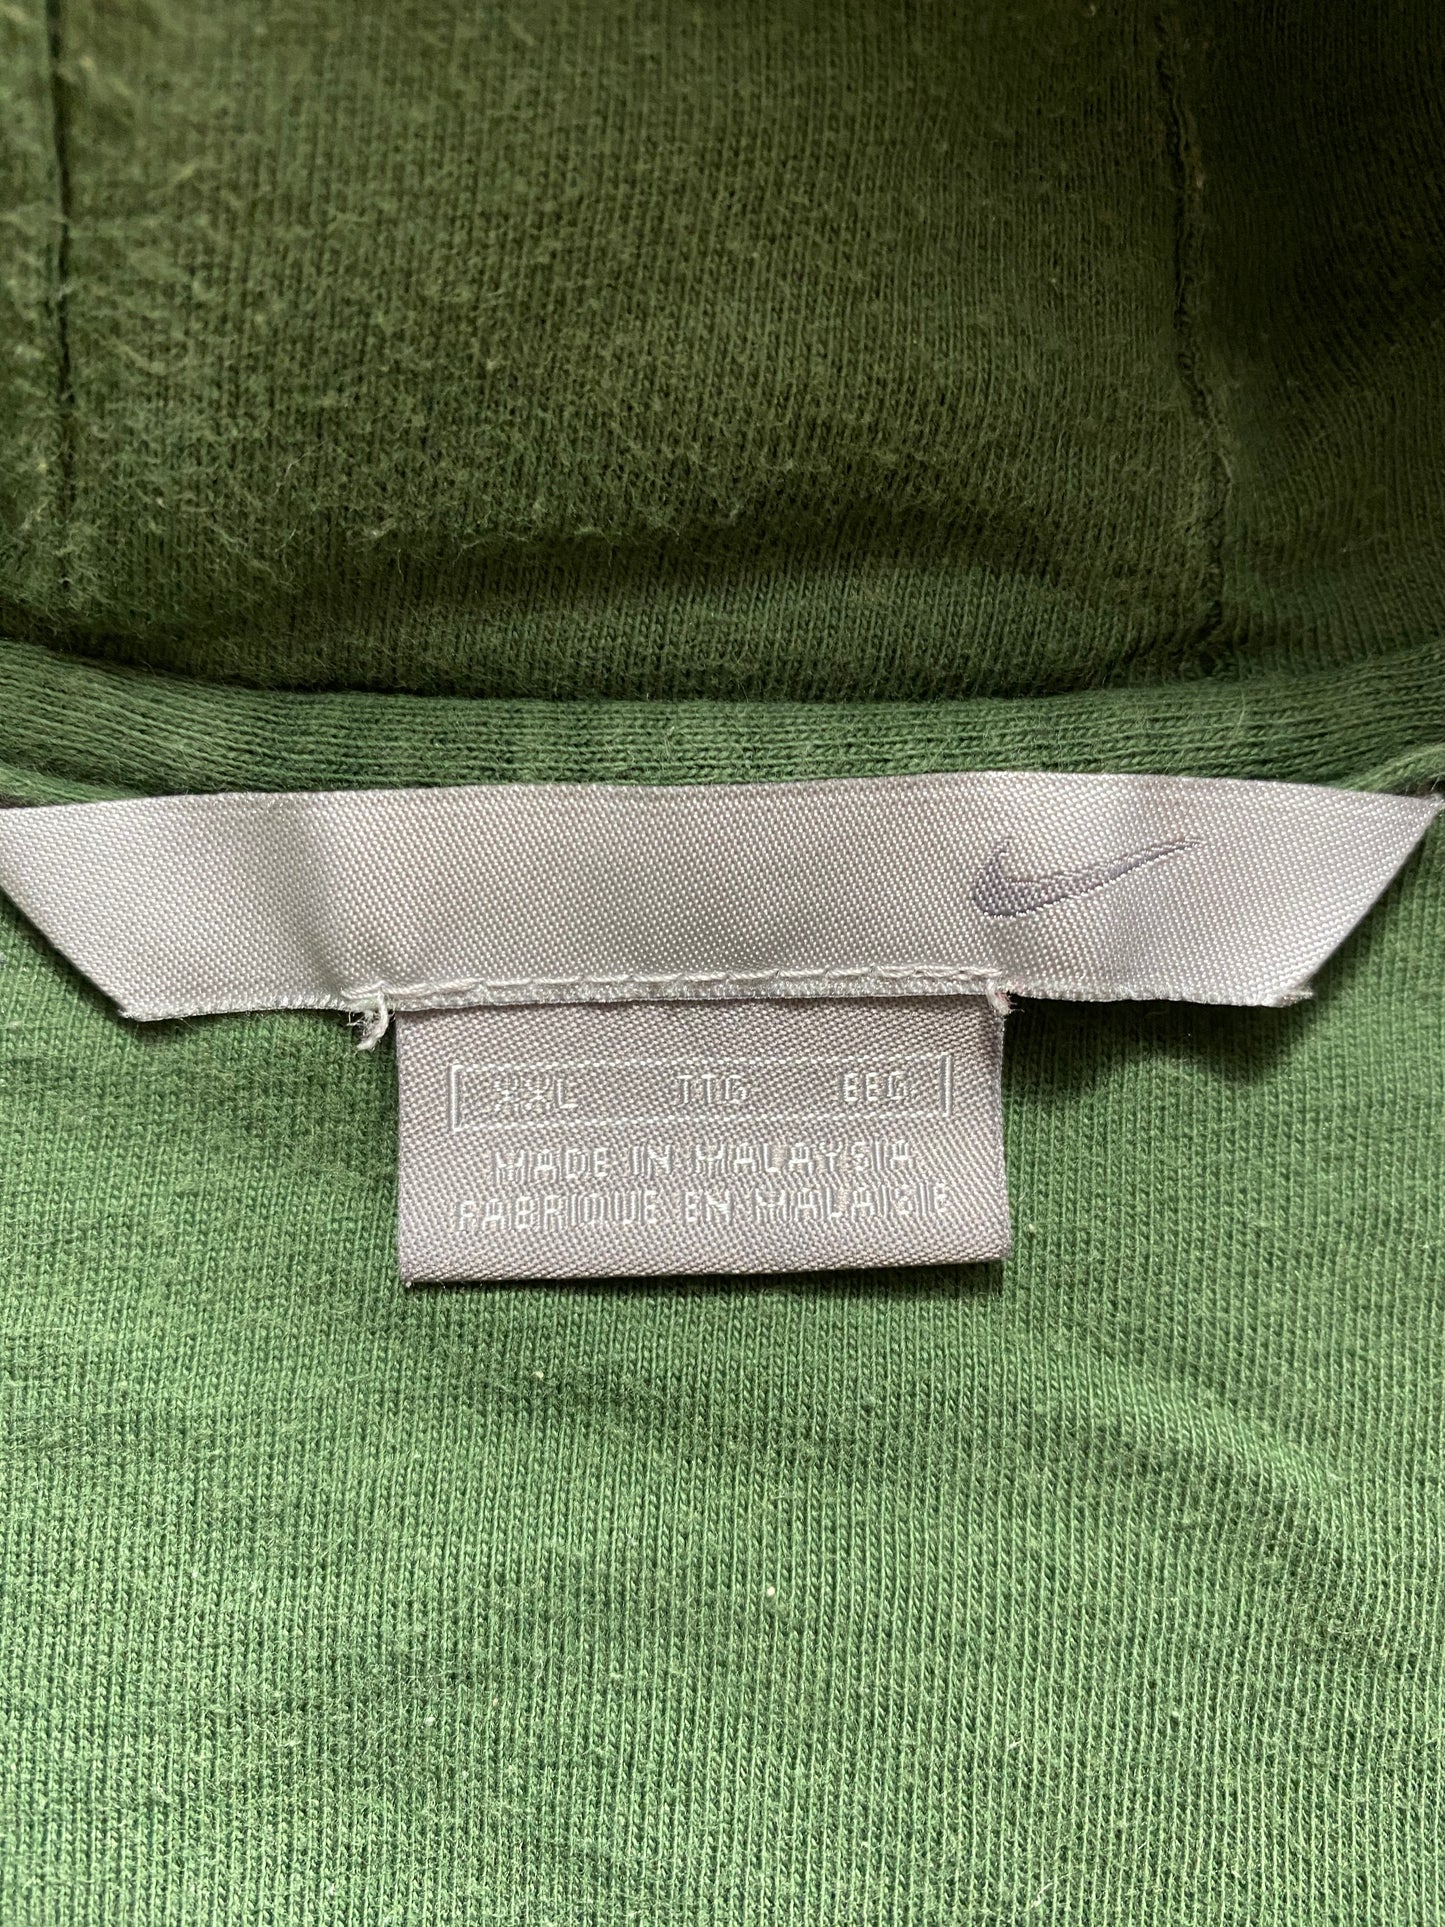 XXL TTG EEG
MADE IN MALAYSIA
FABRIQUE EN MALAISIE